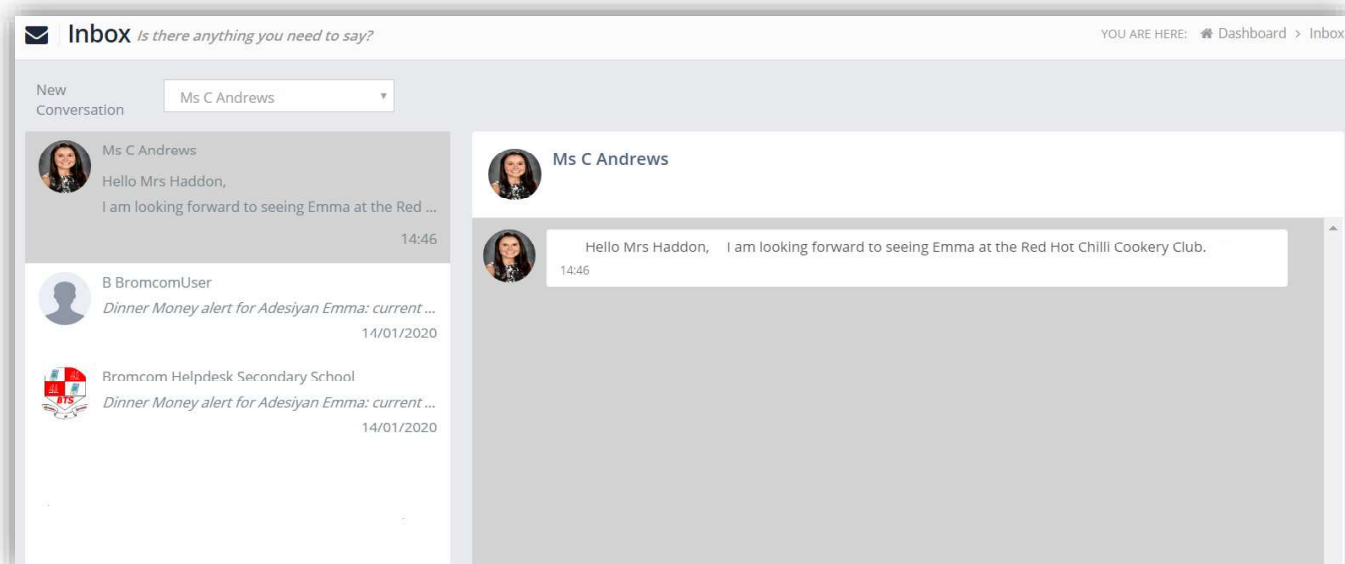 Inbox Is there anything you need to say?
YOU ARE HERE: Dashboard > Inbox
New
Conversation
Ms C Andrews
Ms C Andrews
Hello Mrs Haddon,
I am looking forward to seeing Emma at the Red ...
14:46
B BromcomUser
Dinner Money alert for Adesiyan Emma: current ...
14/01/2020
Bromcom Helpdesk Secondary School
Dinner Money alert for Adesiyan Emma: current ...
14/01/2020
BTS
Ms C Andrews
Hello Mrs Haddon, I am looking forward to seeing Emma at the Red Hot Chilli Cookery Club.
14:46